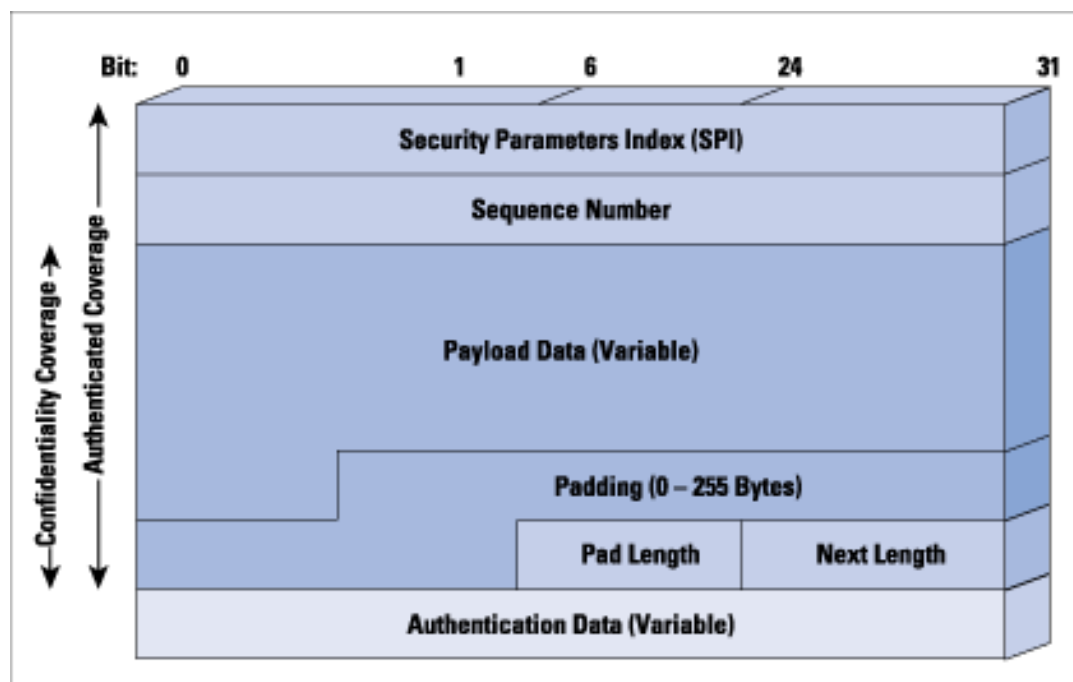 Bit: 0 1 6 24 31
Security Parameters Index (SPI)
Sequence Number
Payload Data (Variable)
Padding (0 – 255 Bytes)
Pad Length Next Length
Authentication Data (Variable)
Confidentiality Coverage
Authenticated Coverage